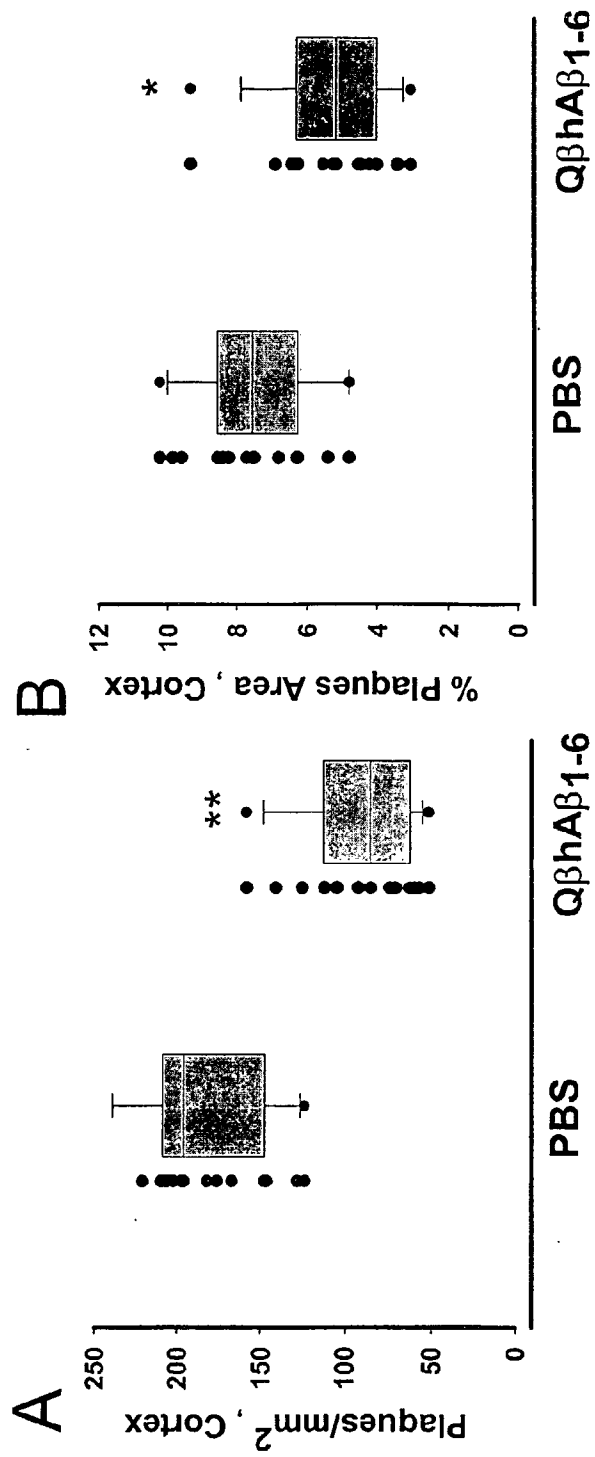 A
Plaques/mm², Cortex
250
200
150
100
50
0
**
PBS
QβhAβ1-6
B
% Plaques Area , Cortex
12
10
8
6
4
2
0
*
PBS
QβhAβ1-6